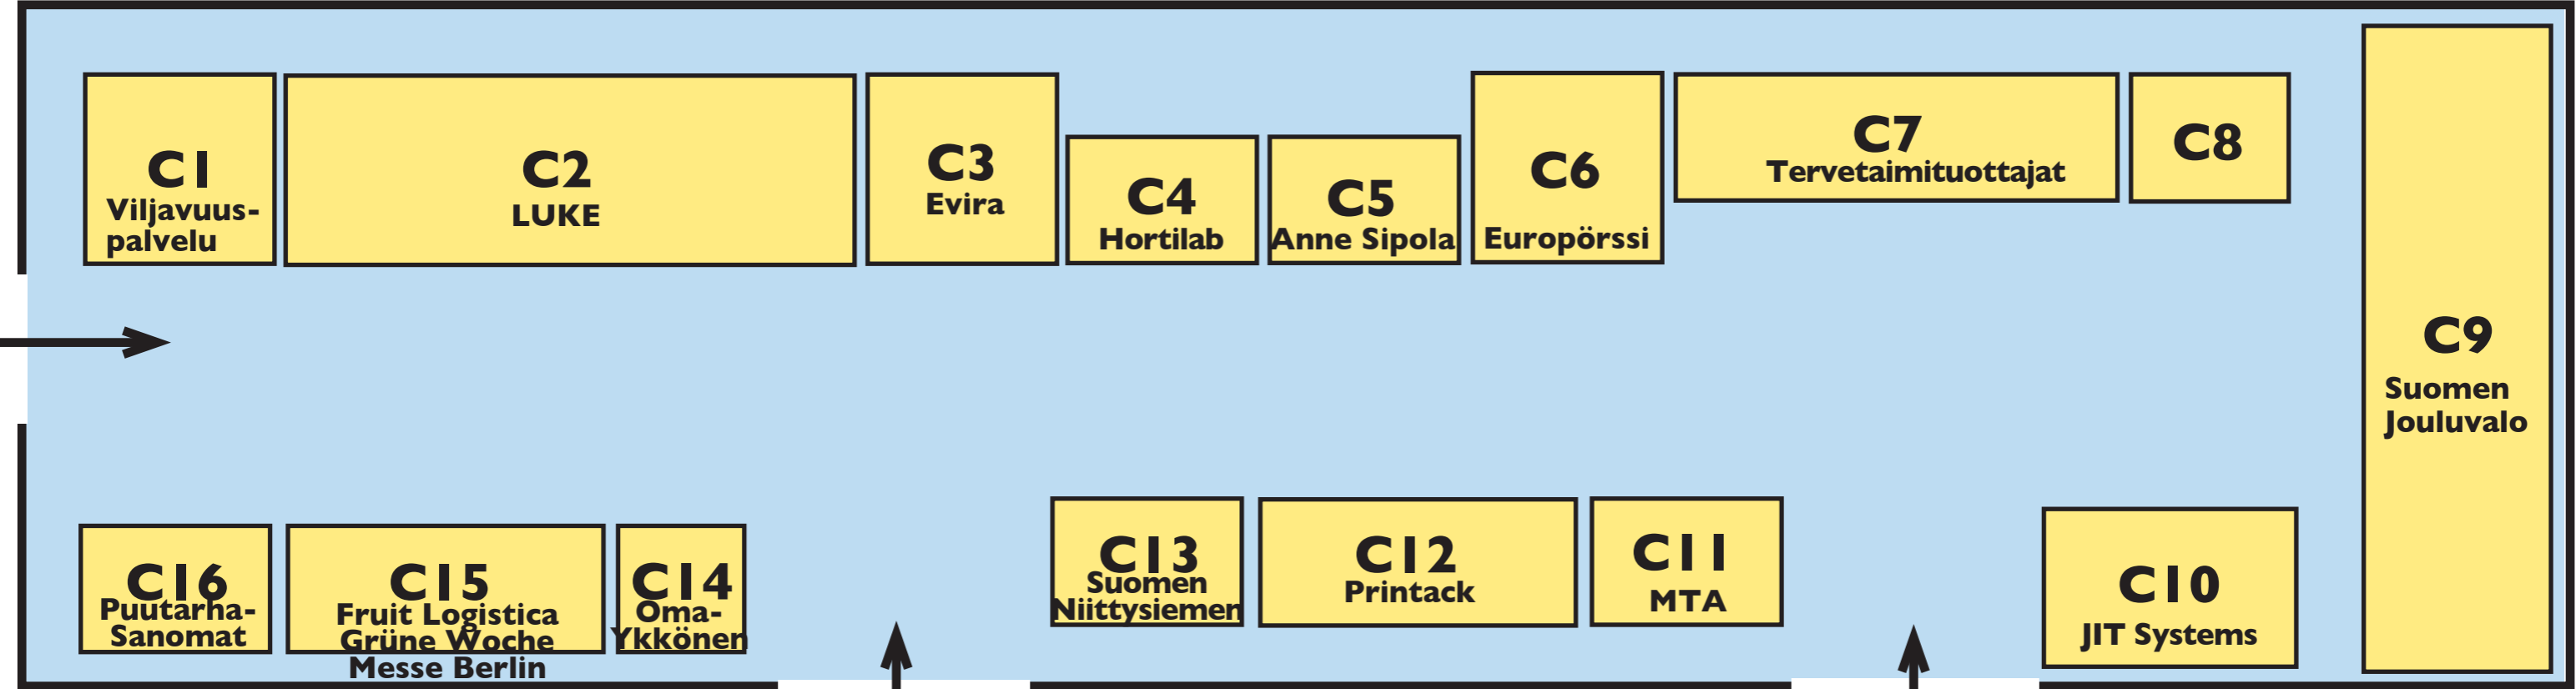 C1
Viljavuus-
palvelu
C2
LUKE
C3
Evira
C4
Hortilab
C5
Anne Sipola
C6
Europörssi
C7
Tervetaimituottajat
C8
C9
Suomen
Jouluvalo
C16
Puutarha-
Sanomat
C15
Fruit Logistica
Grüne Woche
Messe Berlin
C14
Oma-
Ykkönen
C13
Suomen
Niittysiemen
C12
Printack
C11
MTA
C10
JIT Systems